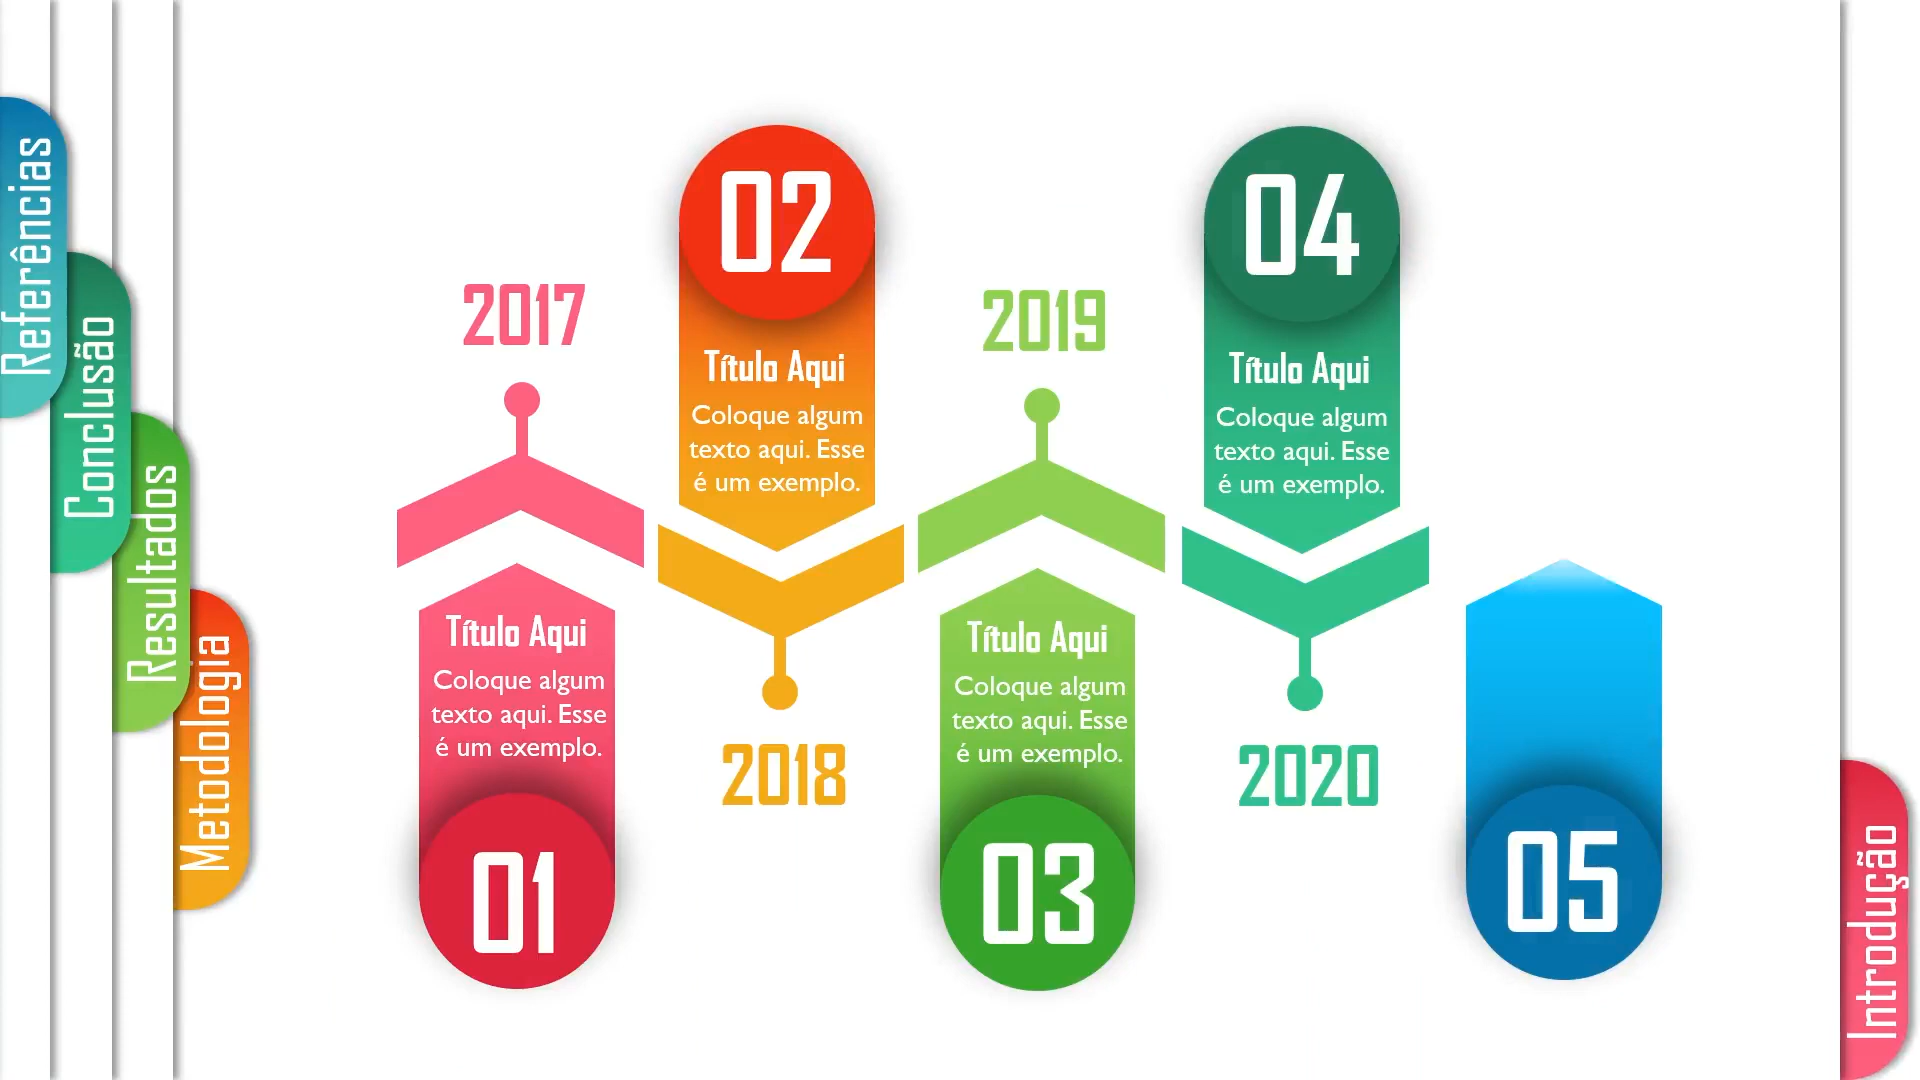 Referências
Conclusão
Resultados
Metodologia
2017
Título Aqui
Coloque algum
texto aqui. Esse
é um exemplo.
01
02
Título Aqui
Coloque algum
texto aqui. Esse
é um exemplo.
2018
2019
Título Aqui
Coloque algum
texto aqui. Esse
é um exemplo.
03
04
Título Aqui
Coloque algum
texto aqui. Esse
é um exemplo.
2020
05
Introdução